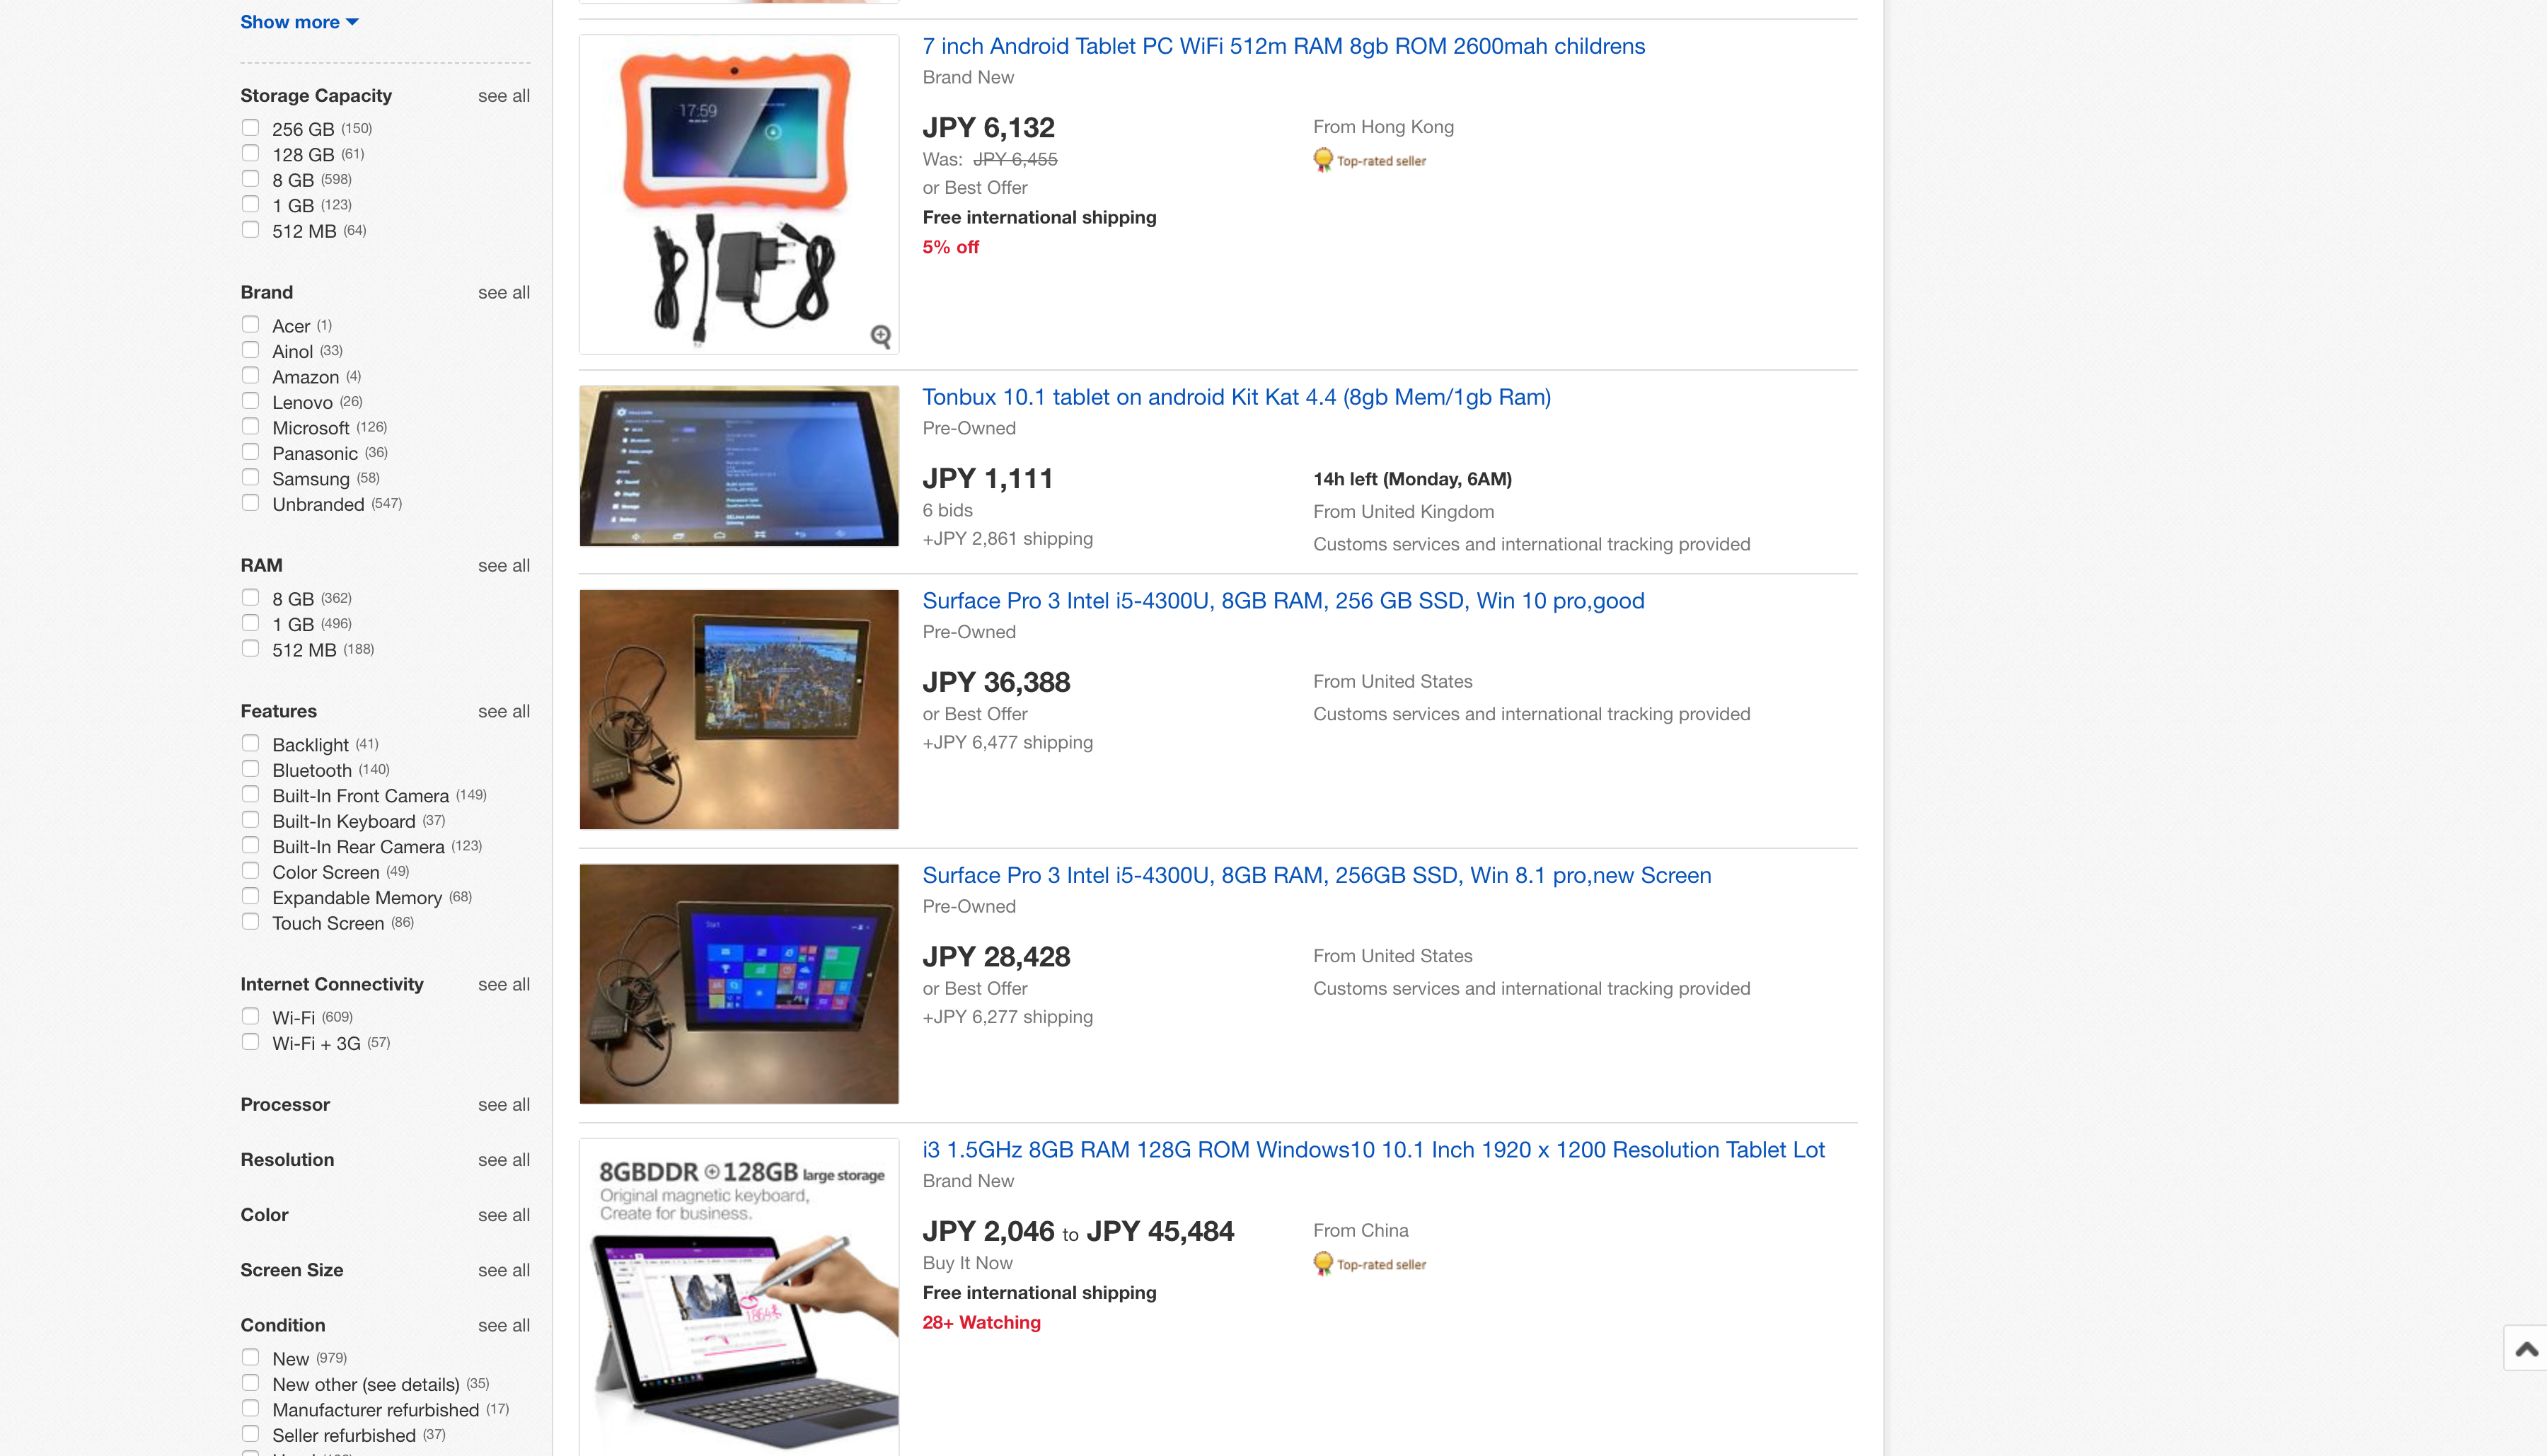 Show more
Storage Capacity see all
256 GB (150)
128 GB (61)
8 GB (598)
1 GB (123)
512 MB (64)
Brand see all
Acer (1)
Ainol (33)
Amazon (4)
Lenovo (26)
Microsoft (126)
Panasonic (36)
Samsung (58)
Unbranded (547)
RAM see all
8 GB (362)
1 GB (496)
512 MB (188)
Features see all
Backlight (41)
Bluetooth (140)
Built-In Front Camera (149)
Built-In Keyboard (37)
Built-In Rear Camera (123)
Color Screen (49)
Expandable Memory (68)
Touch Screen (86)
Internet Connectivity see all
Wi-Fi (609)
Wi-Fi + 3G (57)
Processor see all
Resolution see all
Color see all
Screen Size see all
Condition see all
New (979)
New other (see details) (35)
Manufacturer refurbished (17)
Seller refurbished (37)
17:59
7 inch Android Tablet PC WiFi 512m RAM 8gb ROM 2600mah childrens
Brand New
JPY 6,132
From Hong Kong
Was: JPY 6,455
Top-rated seller
or Best Offer
Free international shipping
5% off
Tonbux 10.1 tablet on android Kit Kat 4.4 (8gb Mem/1gb Ram)
Pre-Owned
JPY 1,111
14h left (Monday, 6AM)
6 bids
From United Kingdom
+JPY 2,861 shipping
Customs services and international tracking provided
Surface Pro 3 Intel i5-4300U, 8GB RAM, 256 GB SSD, Win 10 pro,good
Pre-Owned
JPY 36,388
From United States
or Best Offer
Customs services and international tracking provided
+JPY 6,477 shipping
Start
Surface Pro 3 Intel i5-4300U, 8GB RAM, 256GB SSD, Win 8.1 pro,new Screen
Pre-Owned
JPY 28,428
From United States
or Best Offer
Customs services and international tracking provided
+JPY 6,277 shipping
8GBDDR + 128GB large storage
Original magnetic keyboard,
Create for business.
i3 1.5GHz 8GB RAM 128G ROM Windows10 10.1 Inch 1920 x 1200 Resolution Tablet Lot
Brand New
JPY 2,046 to JPY 45,484
From China
Buy It Now
Top-rated seller
Free international shipping
28+ Watching